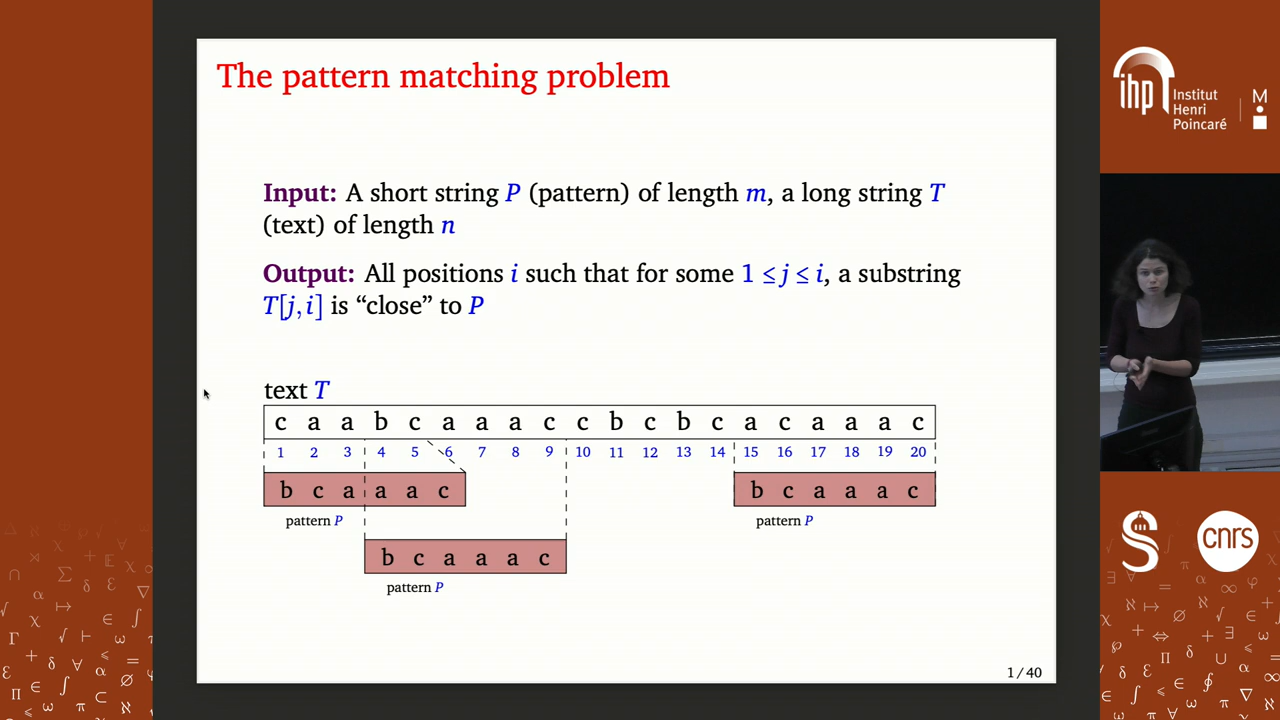 The pattern matching problem
Input: A short string P (pattern) of length m, a long string T
(text) of length n
Output: All positions i such that for some 1 ≤ j ≤ i, a substring
T[j, i] is “close” to P
text T
c a a b c a a a c c b c b c a c a a a c
1 2 3 4 5 6 7 8 9 10 11 12 13 14 15 16 17 18 19 20
b c a a a c
b c a a a c
pattern P
pattern P
b c a a a c
pattern P
1 / 40
ihp
Institut
Henri
Poincaré
M
S
cnrs